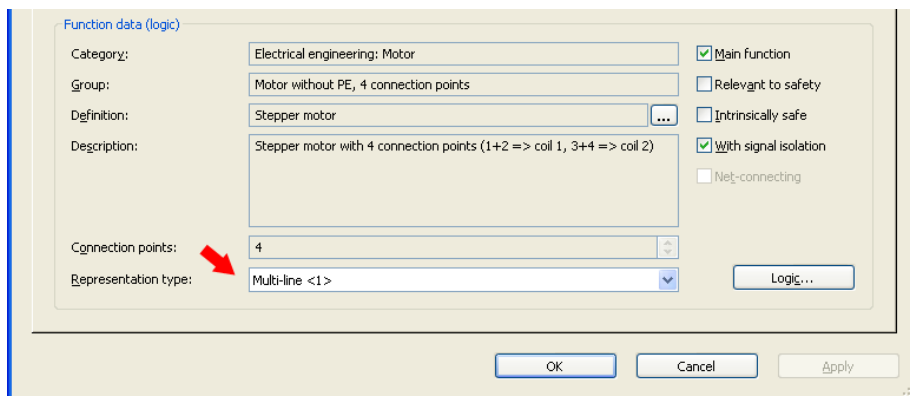 Function data (logic)
Category: Electrical engineering: Motor Main function
Group: Motor without PE, 4 connection points Relevant to safety
Definition: Stepper motor ... Intrinsically safe
Description: Stepper motor with 4 connection points (1+2 => coil 1, 3+4 => coil 2) With signal isolation
Net-connecting
Connection points: 4
Representation type: Multi-line <1> Logic...
OK Cancel Apply